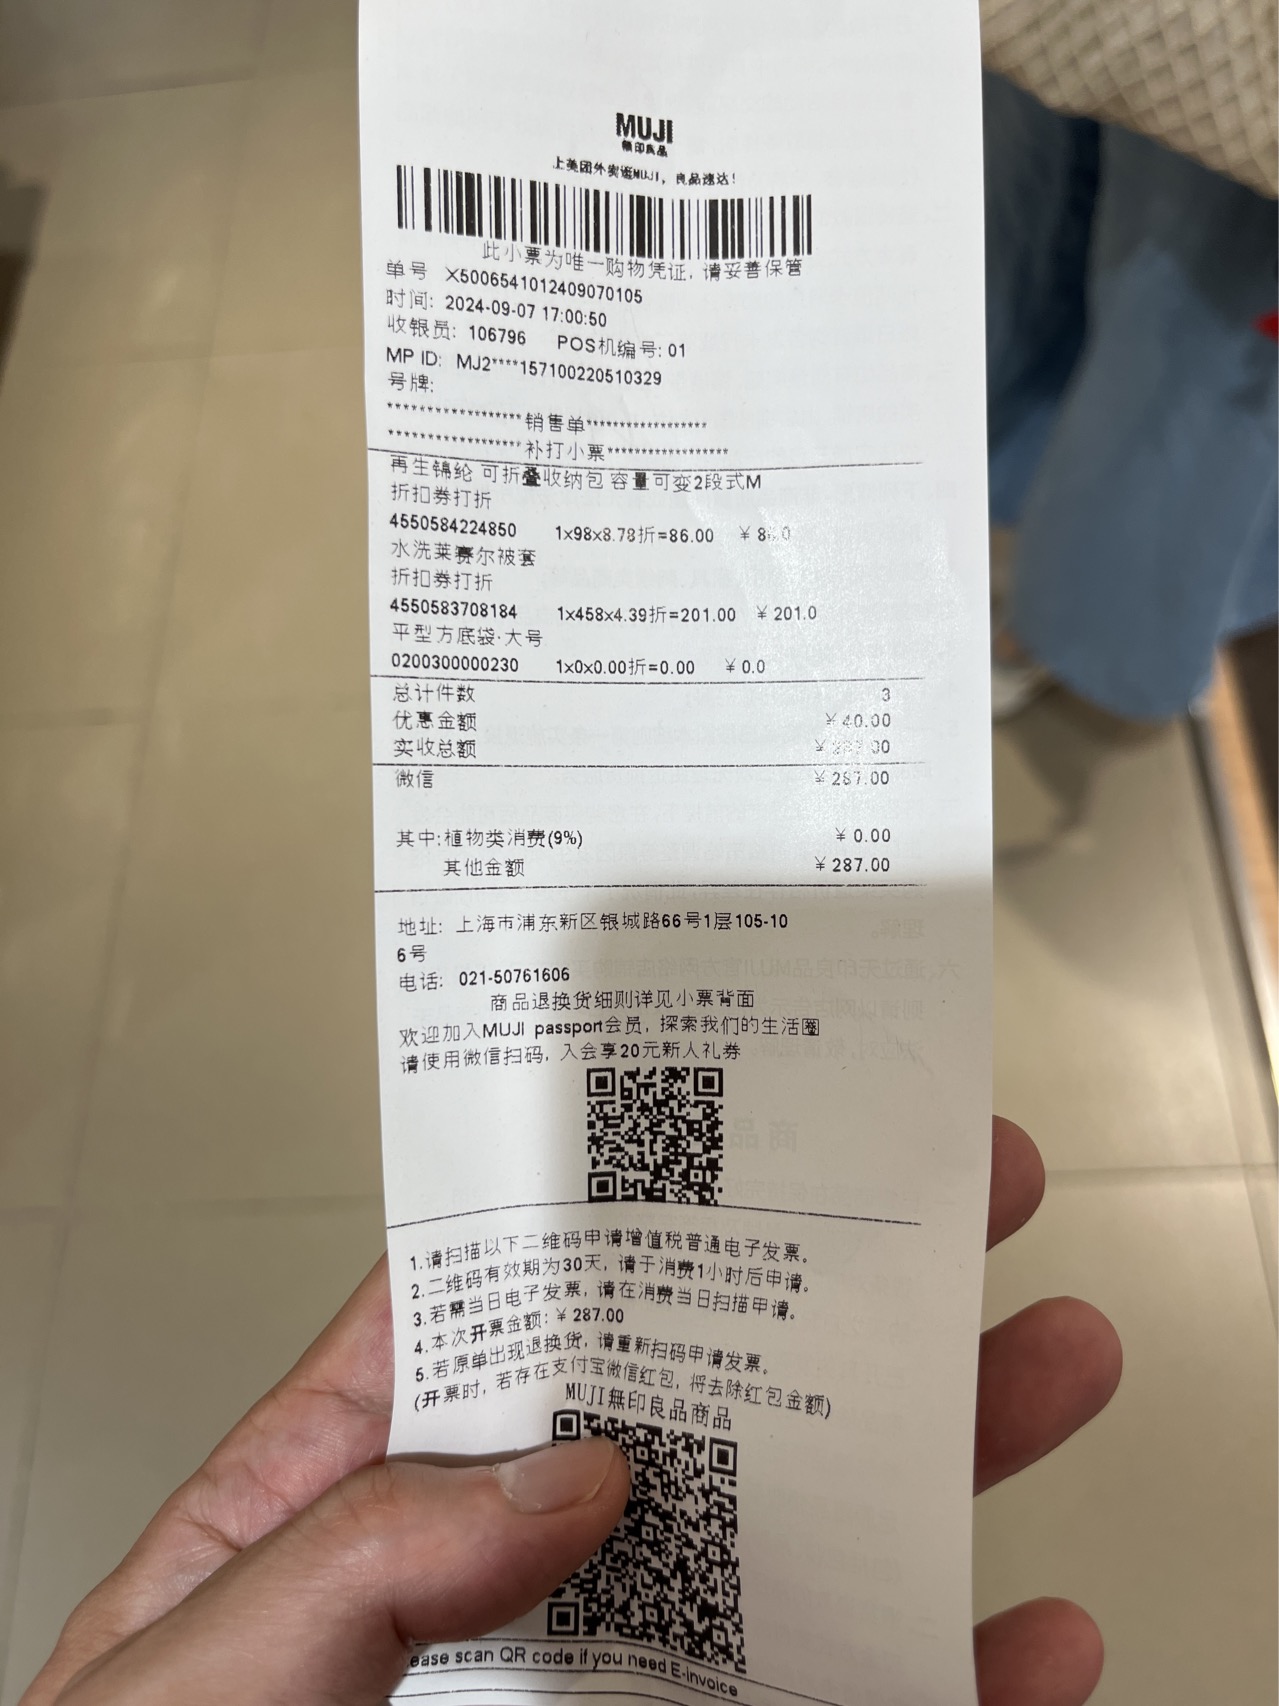 MUJI
無印良品
上美团外卖逛MUJI，良品速达！
此小票为唯一购物凭证，请妥善保管
单号 X5006541012409070105
时间: 2024-09-07 17:00:50
收银员: 106796 POS机编号: 01
MP ID: MJ2****157100220510329
号牌:
******************销售单******************
******************补打小票******************
再生锦纶 可折叠收纳包 容量可变2段式M
折扣券打折
4550584224850 1x98x8.78折=86.00
水洗莱赛尔被套
折扣券打折
4550583708184 1x458x4.39折=201.00 ￥201.0
平型方底袋·大号
0200300000230 1x0x0.00折=0.00 ￥0.0
总计件数 3
优惠金额 ￥40.00
实收总额
微信 ￥287.00
其中:植物类消费(9%) ￥0.00
其他金额 ￥287.00
地址: 上海市浦东新区银城路66号1层105-10
6号
电话: 021-50761606
商品退换货细则详见小票背面
欢迎加入MUJI passport会员, 探索我们的生活圈
请使用微信扫码, 入会享20元新人礼券
1.请扫描以下二维码申请增值税普通电子发票。
2.二维码有效期为30天, 请于消费1小时后申请。
3.若需当日电子发票, 请在消费当日扫描申请。
4.本次开票金额: ￥287.00
5.若原单出现退换货, 请重新扫码申请发票。
(开票时, 若存在支付宝微信红包, 将去除红包金额)
MUJI無印良品商品
ease scan QR code if you need E-invoice